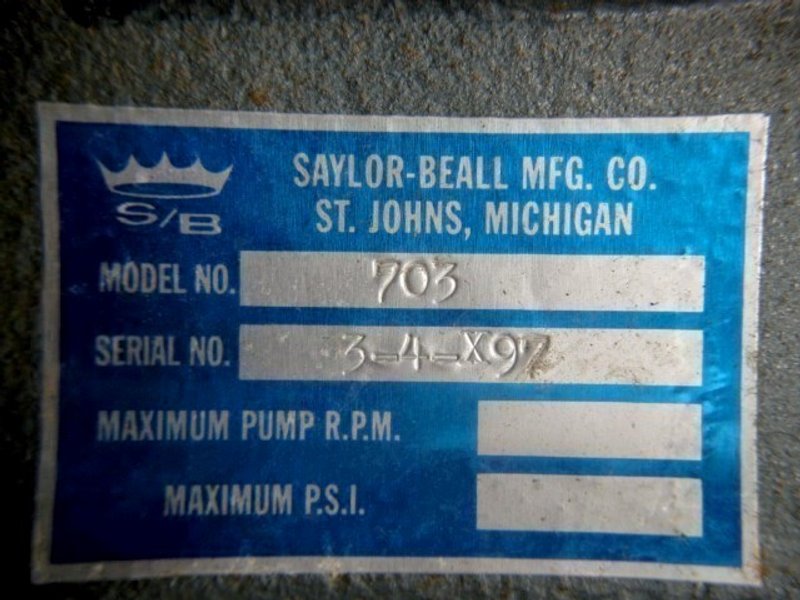 SAYLOR-BEALL MFG. CO.
S/B
ST. JOHNS, MICHIGAN
MODEL NO. 703
SERIAL NO. 3-4-X97
MAXIMUM PUMP R.P.M.
MAXIMUM P.S.I.